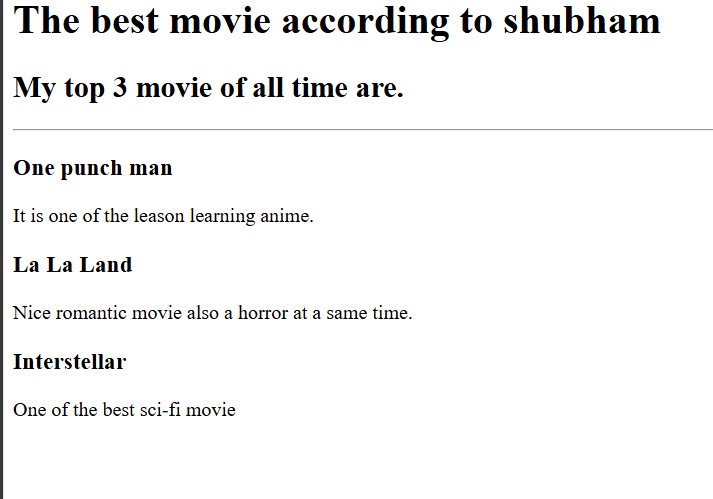 The best movie according to shubham
My top 3 movie of all time are.
One punch man
It is one of the leason learning anime.
La La Land
Nice romantic movie also a horror at a same time.
Interstellar
One of the best sci-fi movie